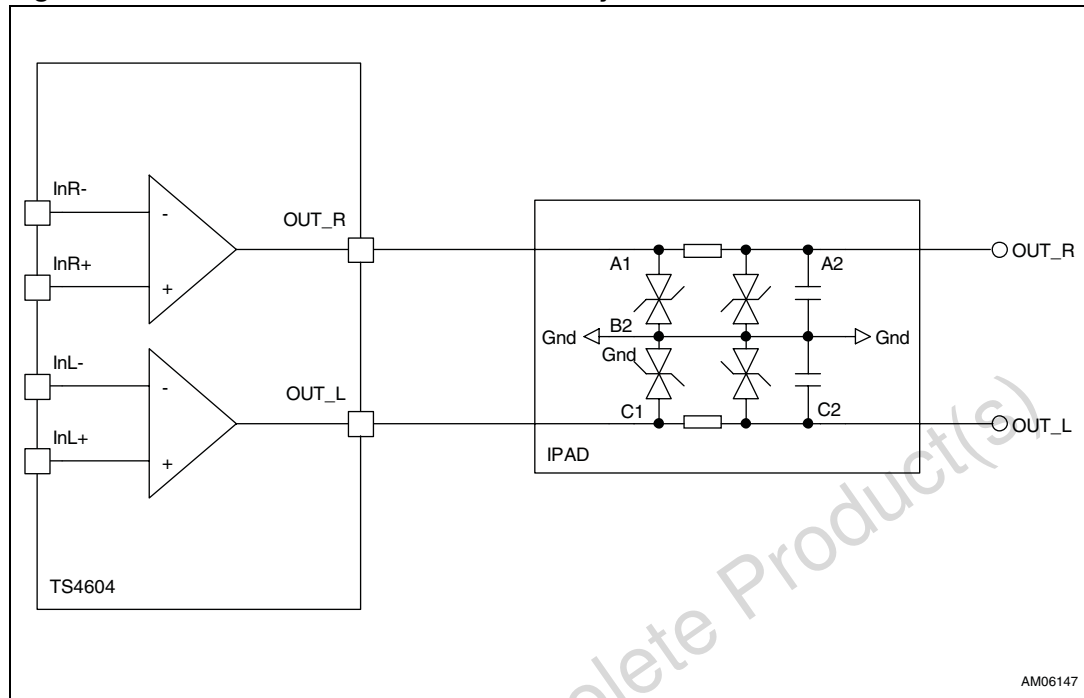 InR-
-
OUT_R
InR+
+
InL-
-
OUT_L
InL+
+
TS4604
A1
A2
OUT_R
Gnd
B2
Gnd
Gnd
C1
C2
OUT_L
IPAD
Product(s)
AM06147